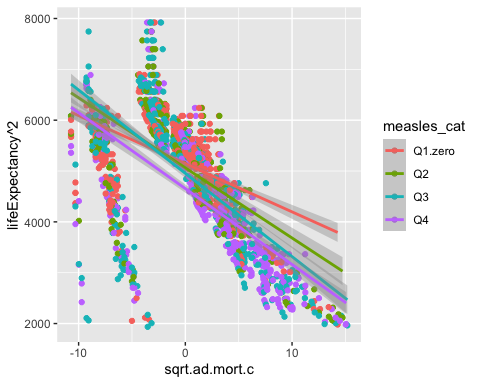 8000
6000
4000
2000
lifeExpectancy^2
-10
0
10
sqrt.ad.mort.c
measles_cat
Q1.zero
Q2
Q3
Q4